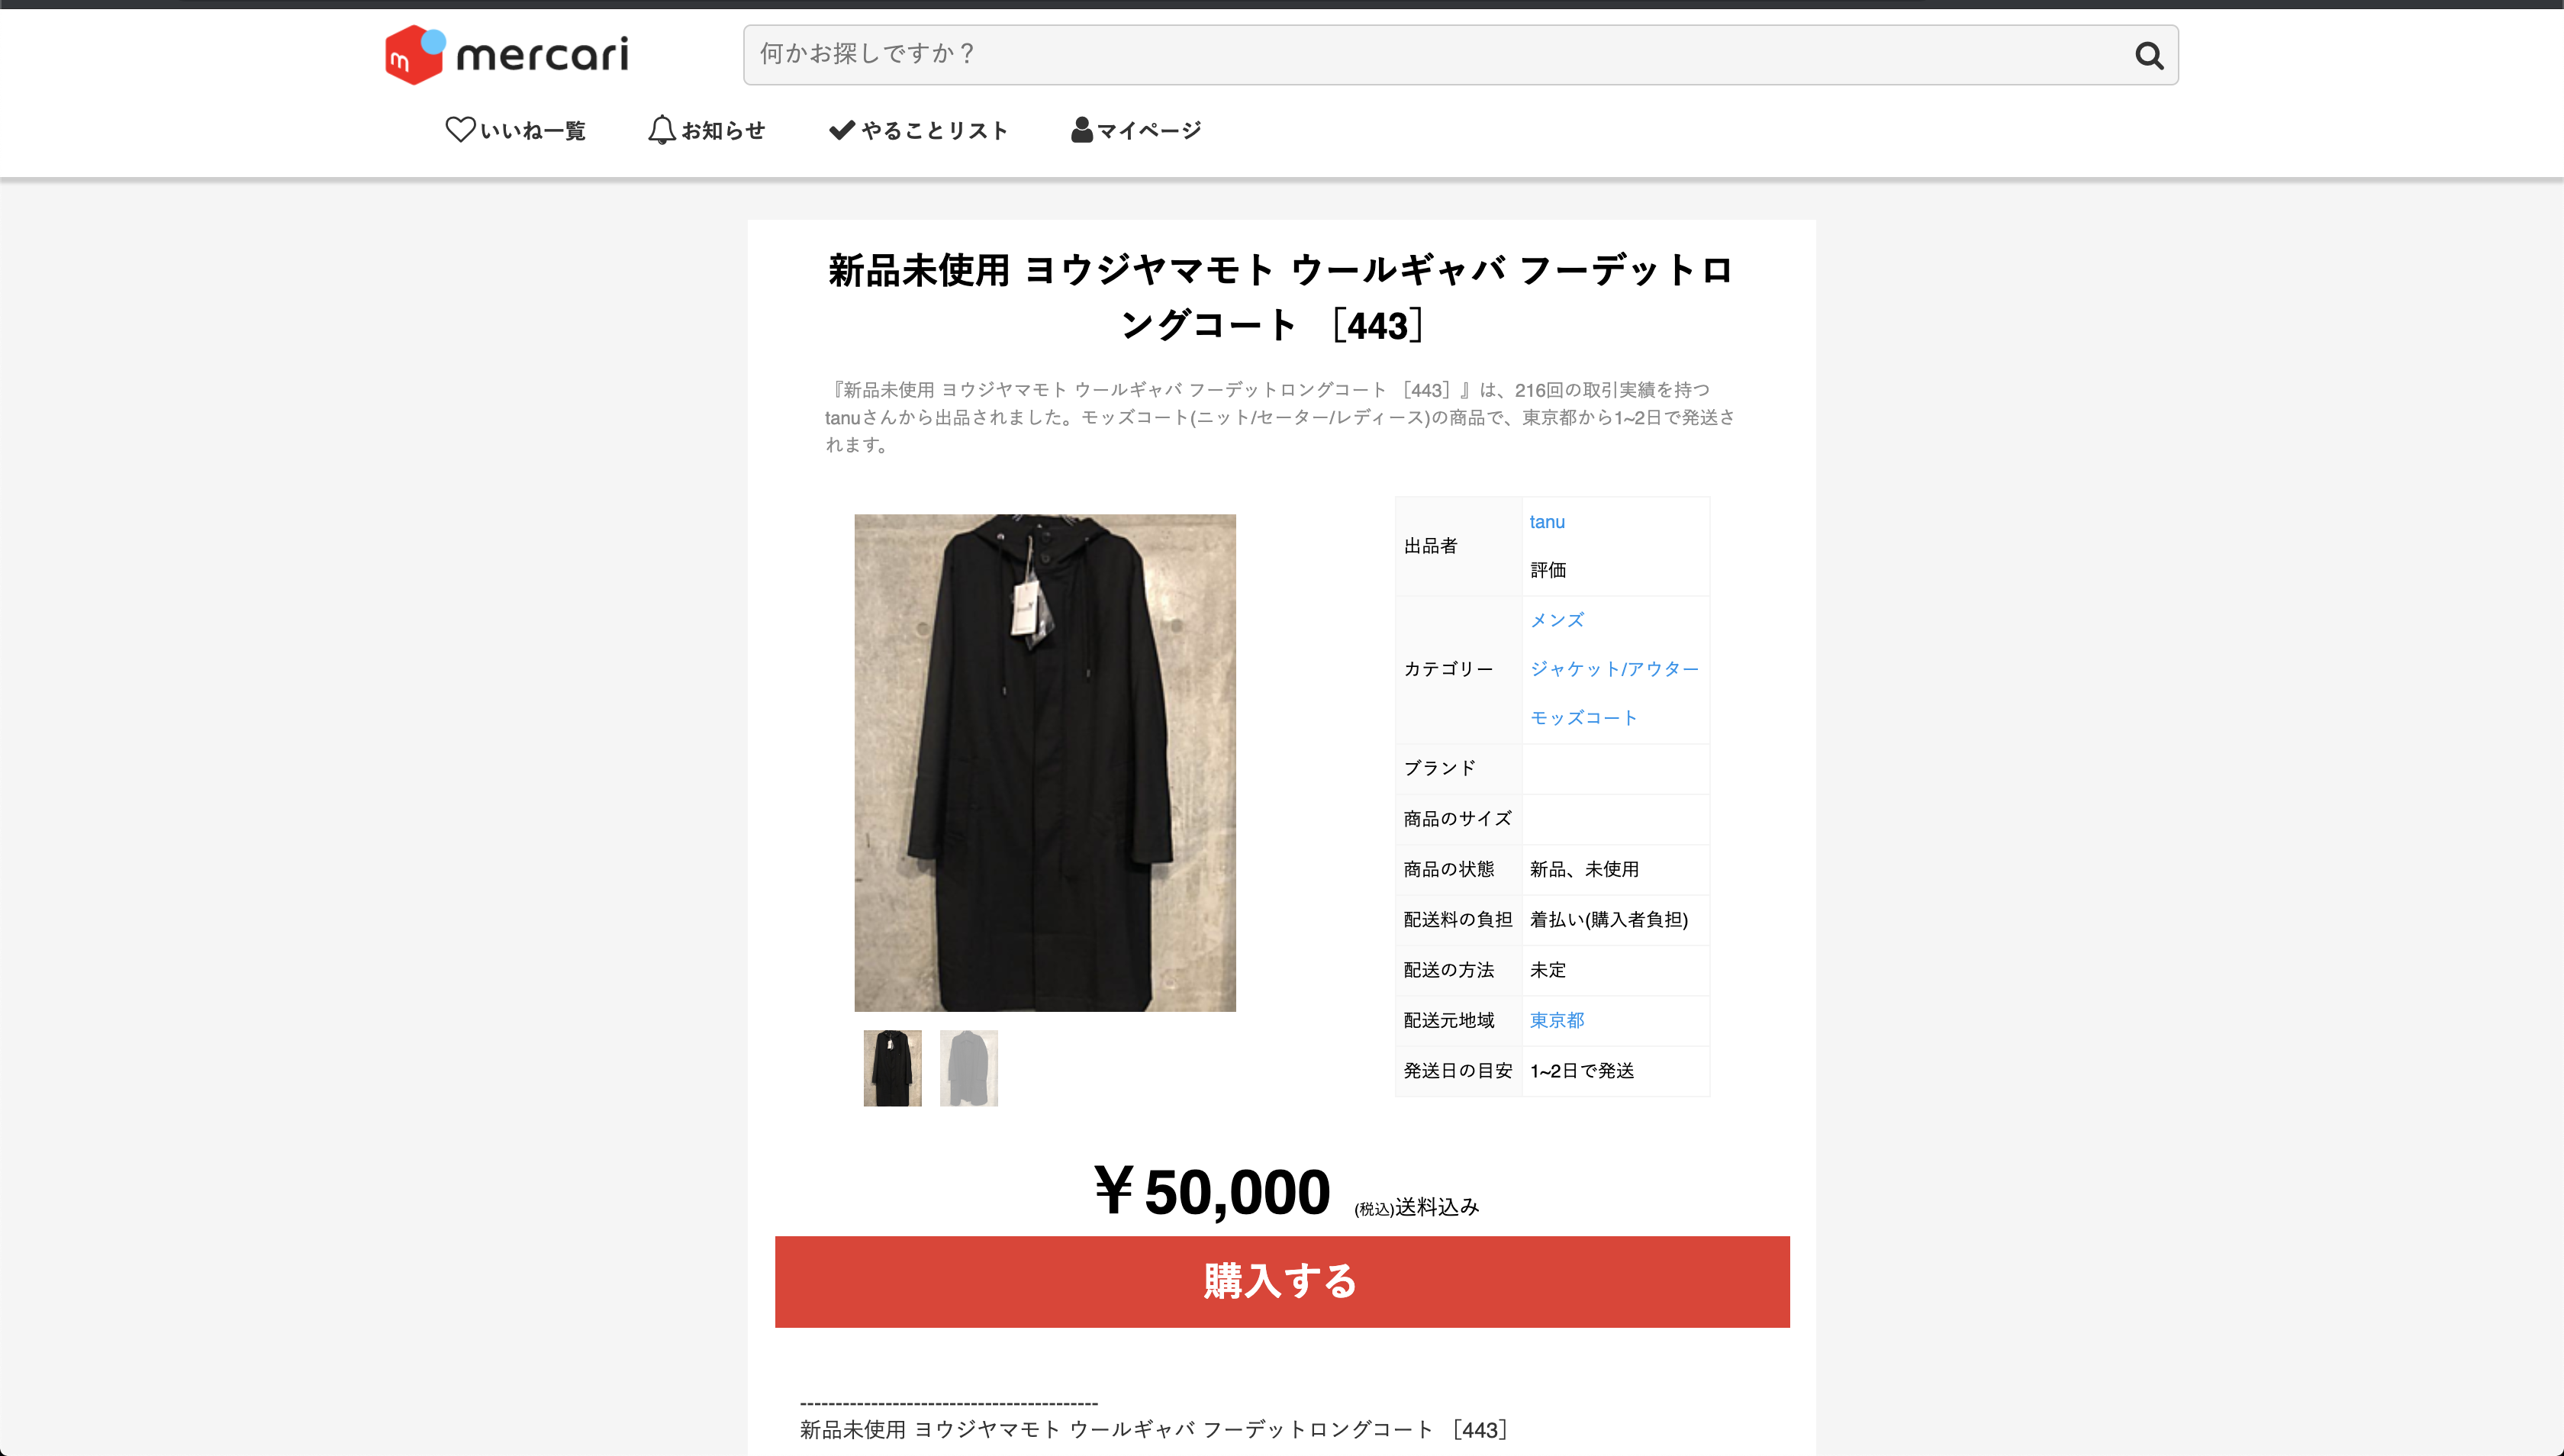 mercari
何かお探しですか？
いいね一覧 お知らせ やることリスト マイページ
新品未使用 ヨウジヤマモト ウールギャバ フーデットロ
ングコート ［443］
『新品未使用 ヨウジヤマモト ウールギャバ フーデットロングコート ［443］』は、216回の取引実績を持つ
tanuさんから出品されました。モッズコート(ニット/セーター/レディース)の商品で、東京都から1~2日で発送さ
れます。
出品者
tanu
評価
カテゴリー
メンズ
ジャケット/アウター
モッズコート
ブランド
商品のサイズ
商品の状態 新品、未使用
配送料の負担 着払い(購入者負担)
配送の方法 未定
配送元地域 東京都
発送日の目安 1~2日で発送
￥50,000 (税込)送料込み
購入する
------------------------------------------
新品未使用 ヨウジヤマモト ウールギャバ フーデットロングコート ［443］